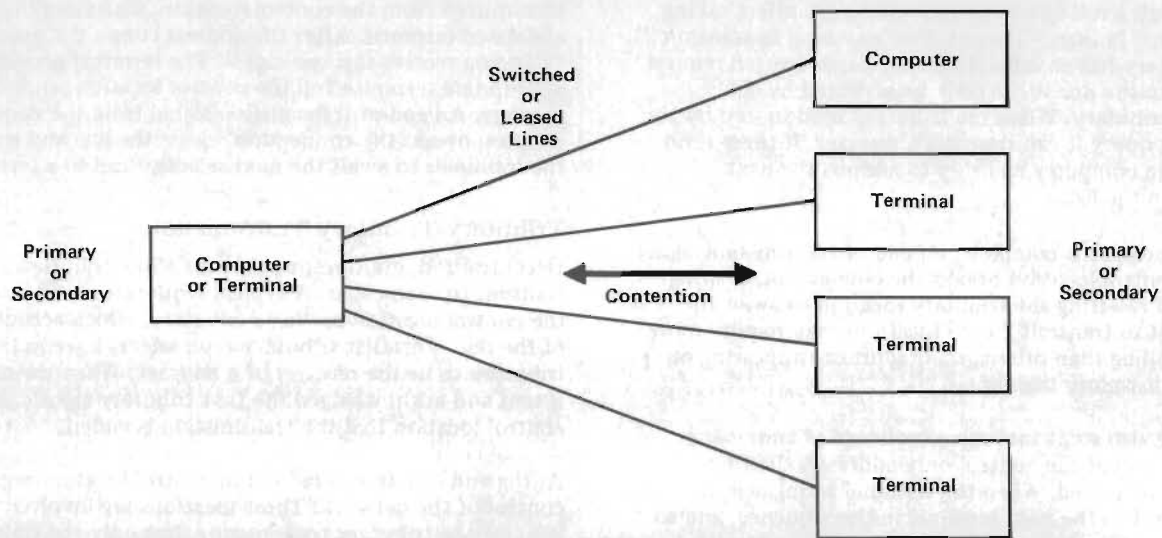 Computer
Switched
or
Leased
Lines
Terminal
Primary
or
Secondary
Computer
or Terminal
Contention
Primary
or
Secondary
Terminal
Terminal